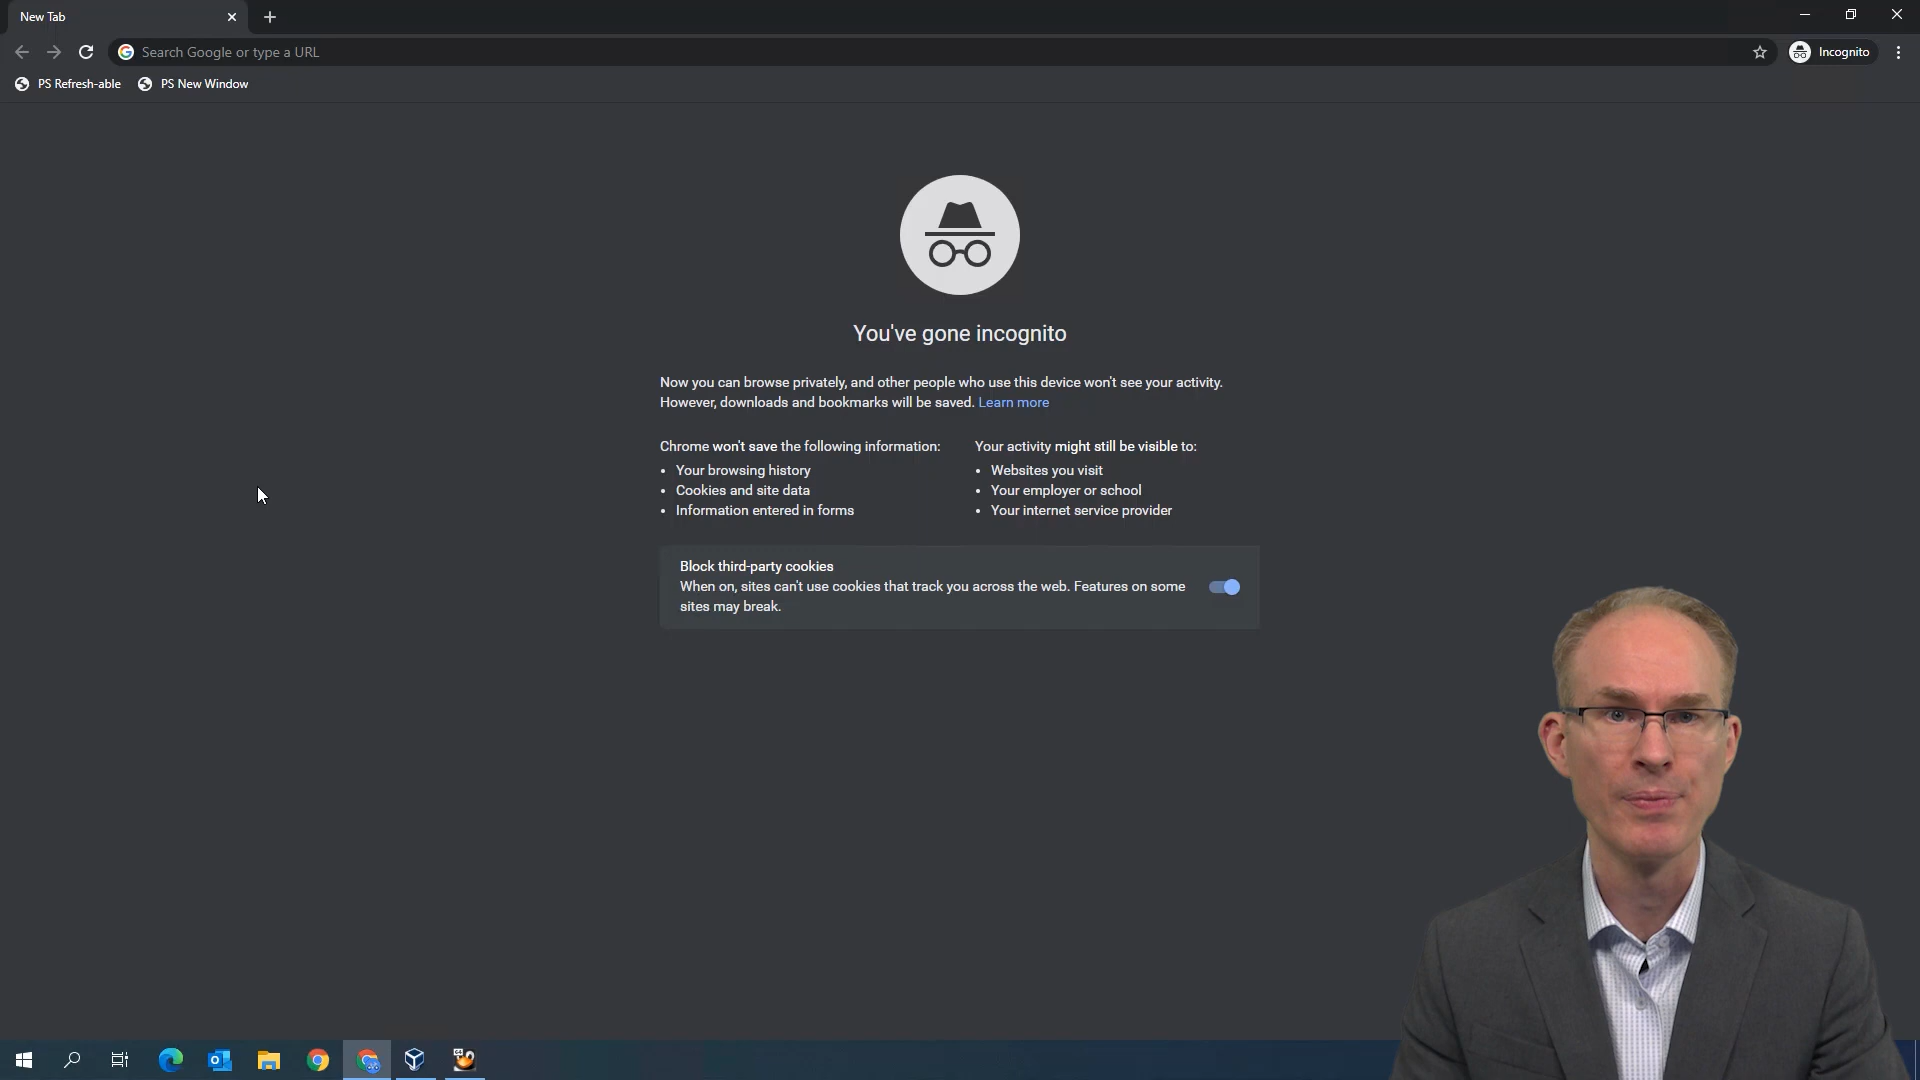 New Tab
Search Google or type a URL
Incognito
PS Refresh-able
PS New Window
You've gone incognito
Now you can browse privately, and other people who use this device won't see your activity.
However, downloads and bookmarks will be saved. Learn more
Chrome won't save the following information:
• Your browsing history
• Cookies and site data
• Information entered in forms
Your activity might still be visible to:
• Websites you visit
• Your employer or school
• Your internet service provider
Block third-party cookies
When on, sites can't use cookies that track you across the web. Features on some
sites may break.